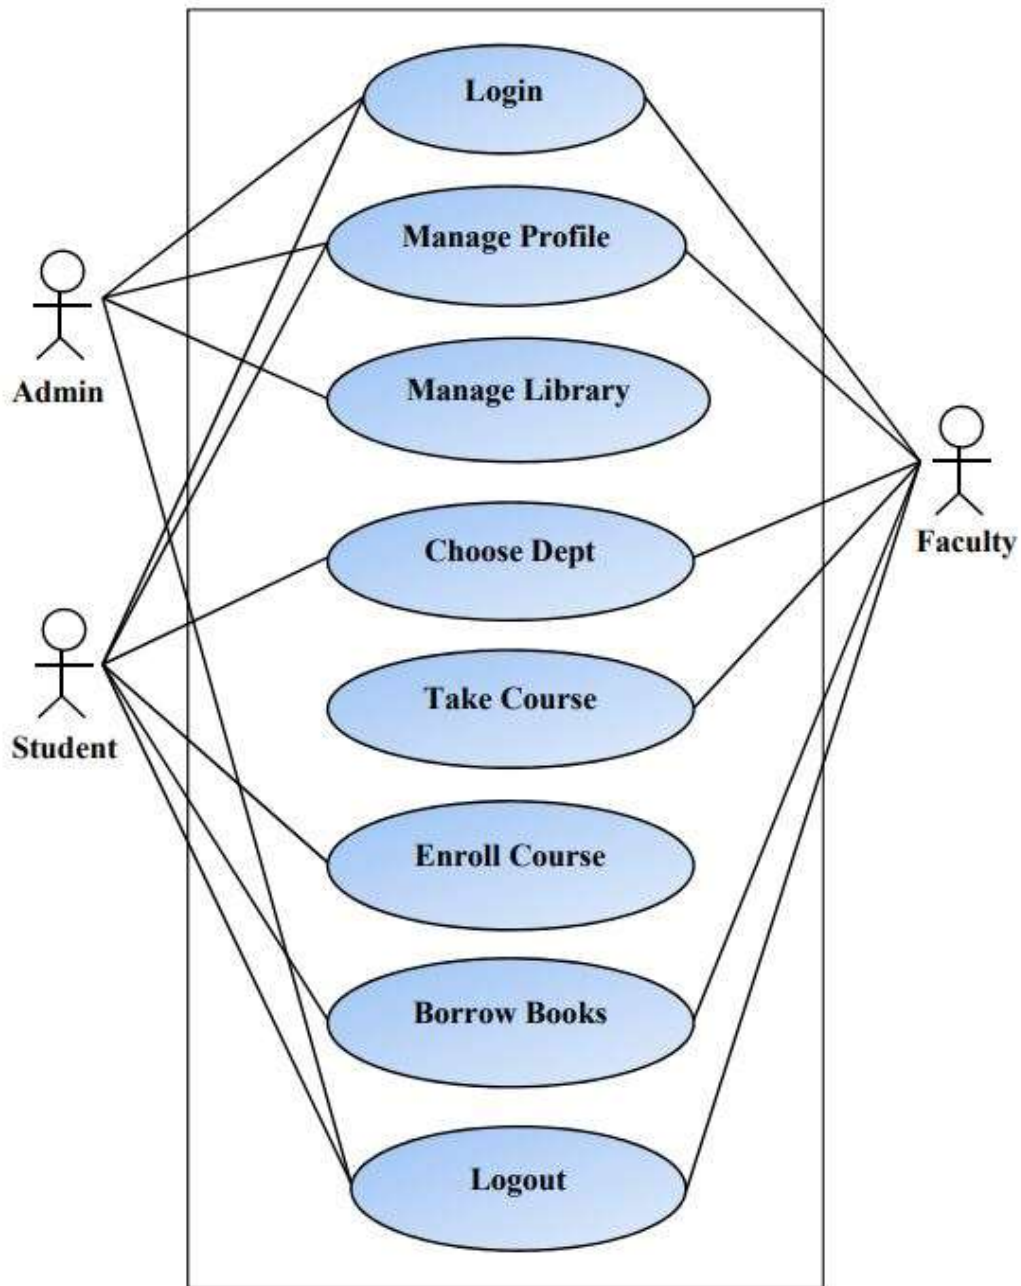 Login
Manage Profile
Admin
Manage Library
Choose Dept
Faculty
Take Course
Student
Enroll Course
Borrow Books
Logout